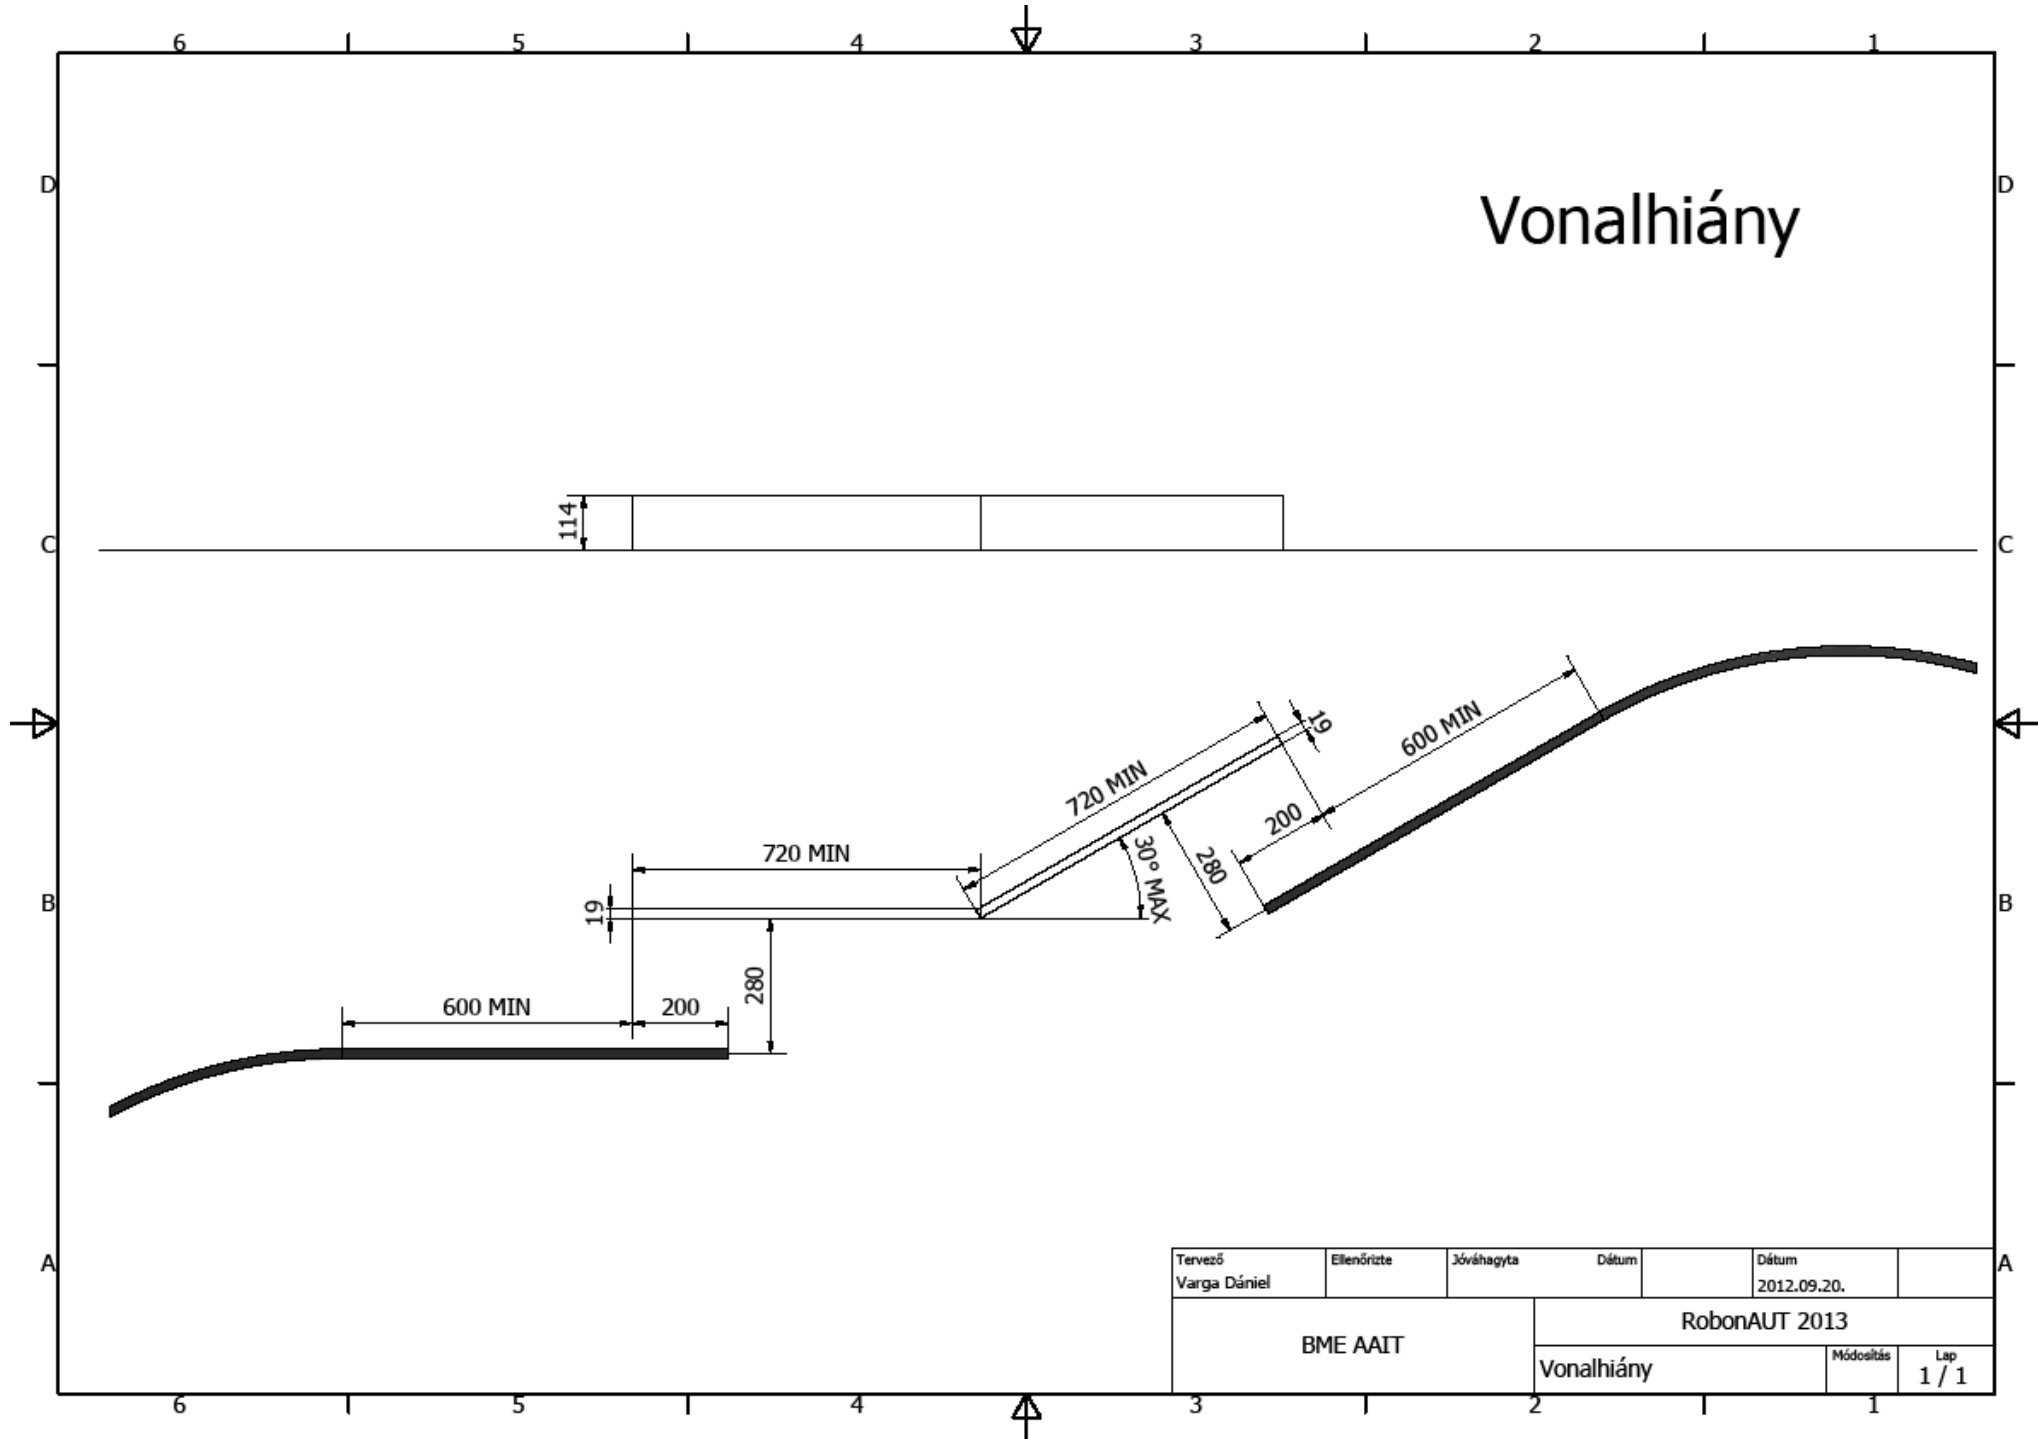 6 5 4 3 2 1
D D
Vonalhiány
114
C C
19
600 MIN
720 MIN
200
720 MIN
30° MAX
280
B B
19
280
600 MIN 200
A A
Tervező Ellenőrizte Jóváhagyta Dátum Dátum
Varga Dániel 2012.09.20.
RobonAUT 2013
BME AAIT
Vonalhiány Módosítás Lap
1 / 1
6 5 4 3 2 1